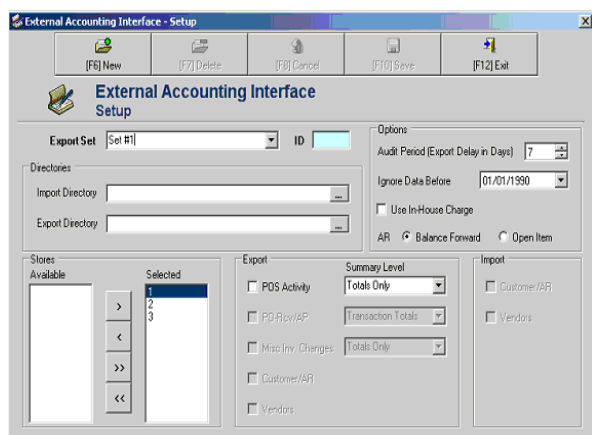 External Accounting Interface - Setup
[F6] New
[F7] Delete
[F8] Cancel
[F10] Save
[F12] Exit
External Accounting Interface
Setup
Export Set Set #1 ID
Directories
Import Directory ...
Export Directory ...
Options
Audit Period (Export Delay in Days) 7
Ignore Data Before 01/01/1990
Use In-House Charge
AR Balance Forward Open Item
Stores
Available Selected
1
2
3
>
<
>>
<<
Export
Summary Level
POS Activity Totals Only
PO-Rcv/AP Transaction Totals
Misc Inv. Changes Totals Only
Customer/AR
Vendors
Import
Customer/AR
Vendors